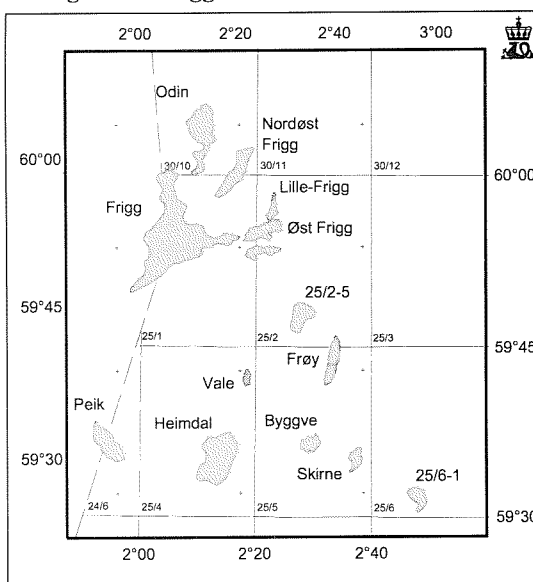 2°00' 2°20' 2°40' 3°00'
Odin
Nordøst
Frigg
60°00
30/10 30/11 30/12
60°00
Lille-Frigg
Frigg
Øst Frigg
25/2-5
59°45
25/1 25/2 25/3
59°45
Frøy
Vale
Peik
Heimdal
Byggve
59°30
Skirne
25/6-1
24/6 25/4 25/5 25/6
59°30
2°00 2°20 2°40